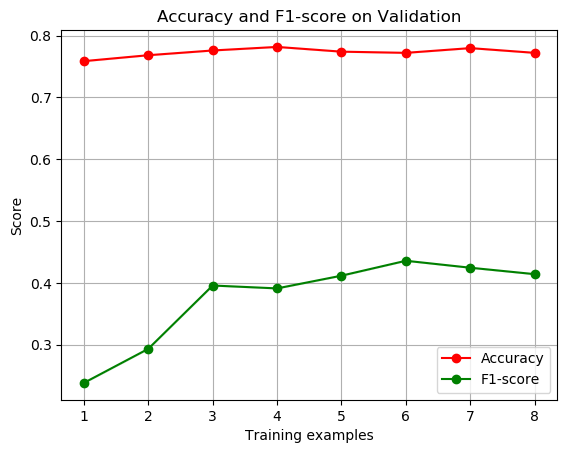 Accuracy and F1-score on Validation
Score
0.8
0.7
0.6
0.5
0.4
0.3
1 2 3 4 5 6 7 8
Training examples
Accuracy
F1-score